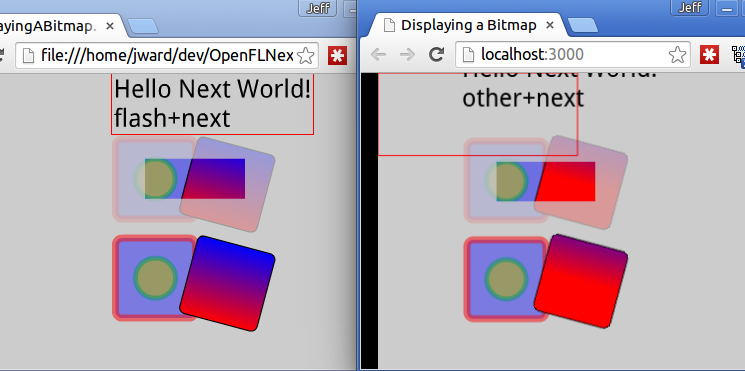 Jeff
ayingABitmap.
file:///home/jward/dev/OpenFLNex
Hello Next World!
flash+next
Jeff
Displaying a Bitmap
localhost:3000
Hello Next World!
other+next